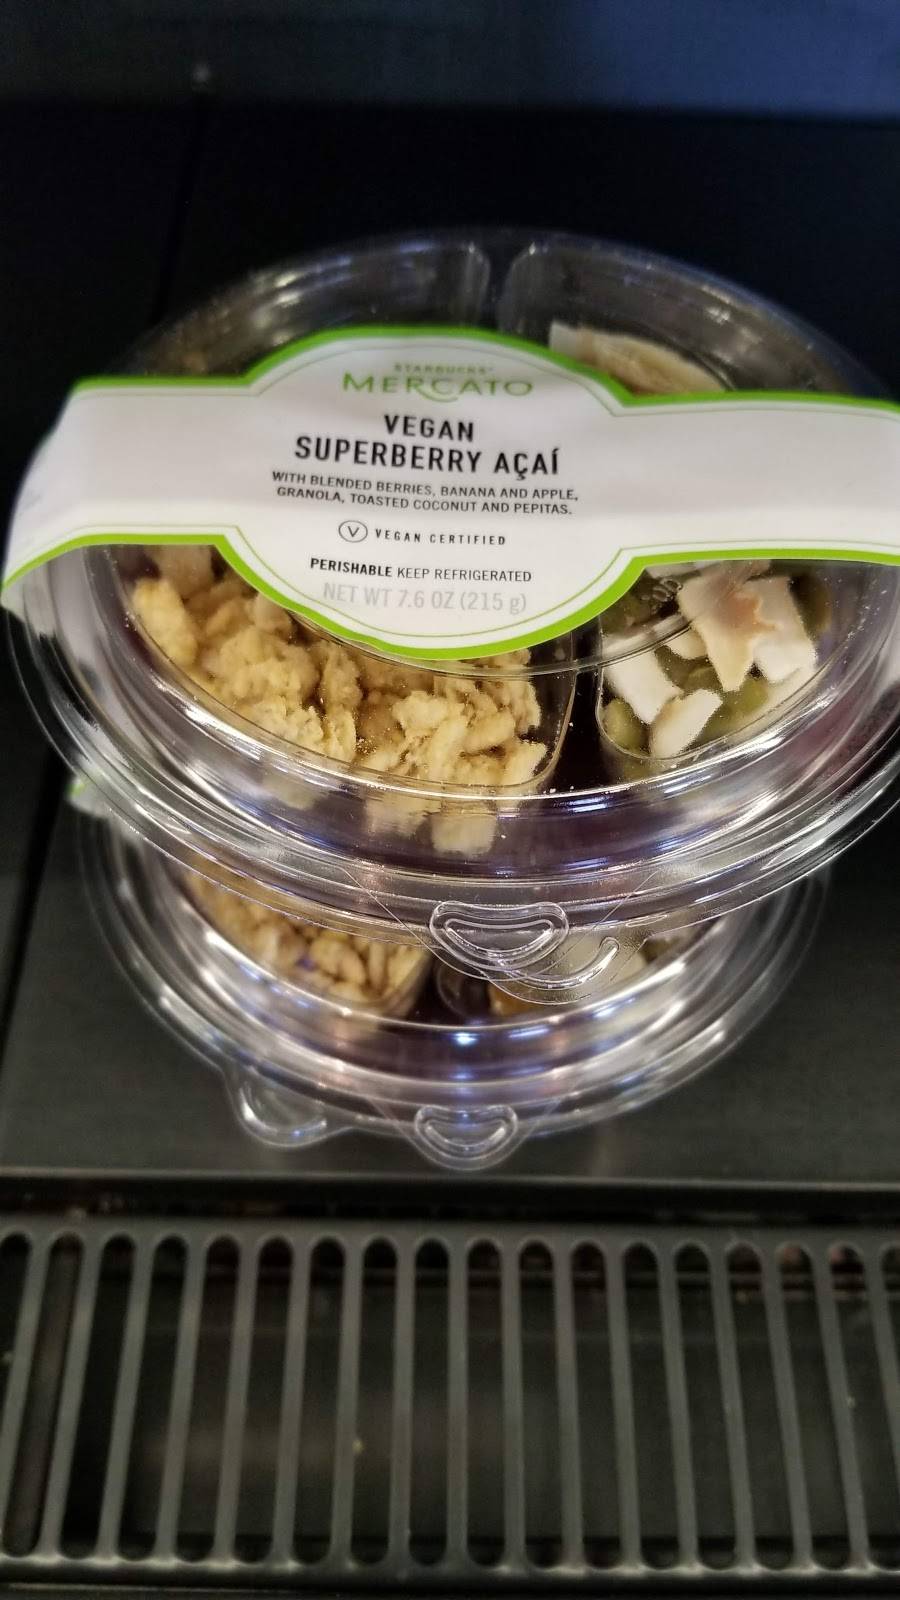 STARBUCKS®
MERCATO
VEGAN
SUPERBERRY AÇAÍ
WITH BLENDED BERRIES, BANANA AND APPLE,
GRANOLA, TOASTED COCONUT AND PEPITAS.
V VEGAN CERTIFIED
PERISHABLE KEEP REFRIGERATED
NET WT 7.6 OZ (215 g)